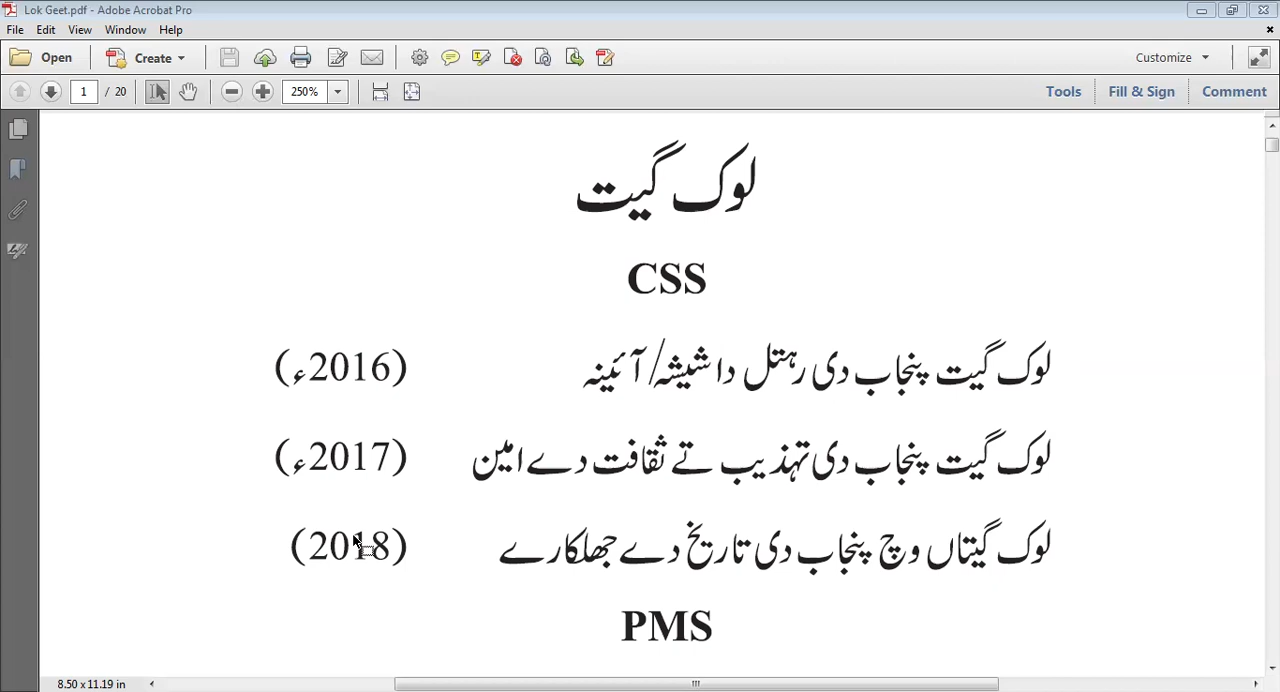 Lok Geet.pdf - Adobe Acrobat Pro
File Edit View Window Help
Open Create Customize
1 / 20 250% Tools Fill & Sign Comment
لوک گیت
CSS
لوک گیت پنجاب دی رہتل دا شیشہ/آئینہ (2016ء)
لوک گیت پنجاب دی تہذیب تے ثقافت دے امین (2017ء)
لوک گیتاں وچ پنجاب دی تاریخ دے جھلکارے (2018)
PMS
8.50 x 11.19 in